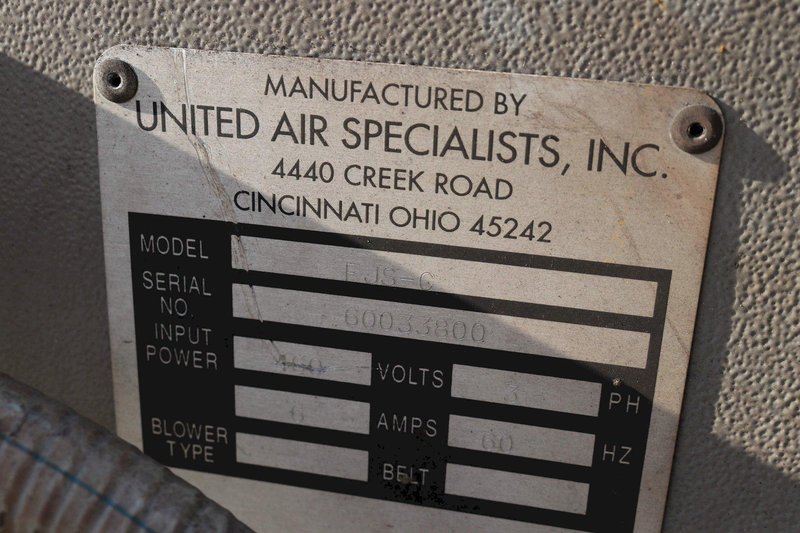 MANUFACTURED BY
UNITED AIR SPECIALISTS, INC.
4440 CREEK ROAD
CINCINNATI OHIO 45242
MODEL
SERIAL NO. 60033800
INPUT POWER 460 VOLTS 3 PH
6 AMPS 60 HZ
BLOWER TYPE BELT